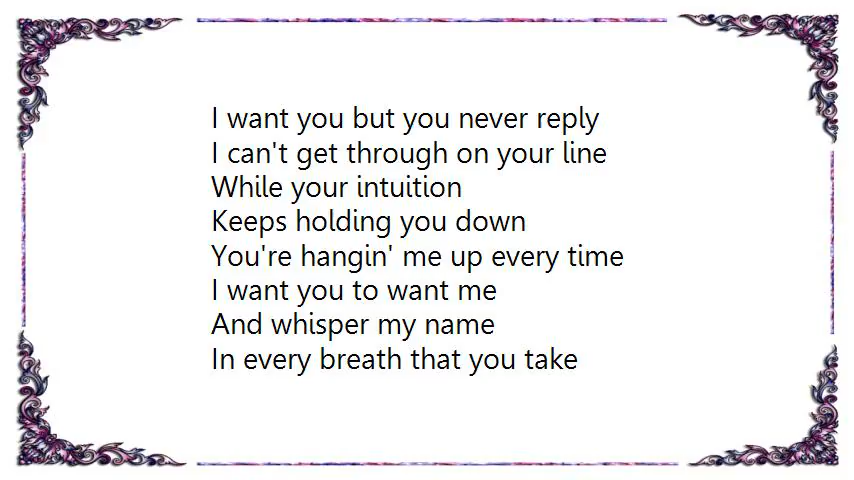 I want you but you never reply
I can't get through on your line
While your intuition
Keeps holding you down
You're hangin' me up every time
I want you to want me
And whisper my name
In every breath that you take